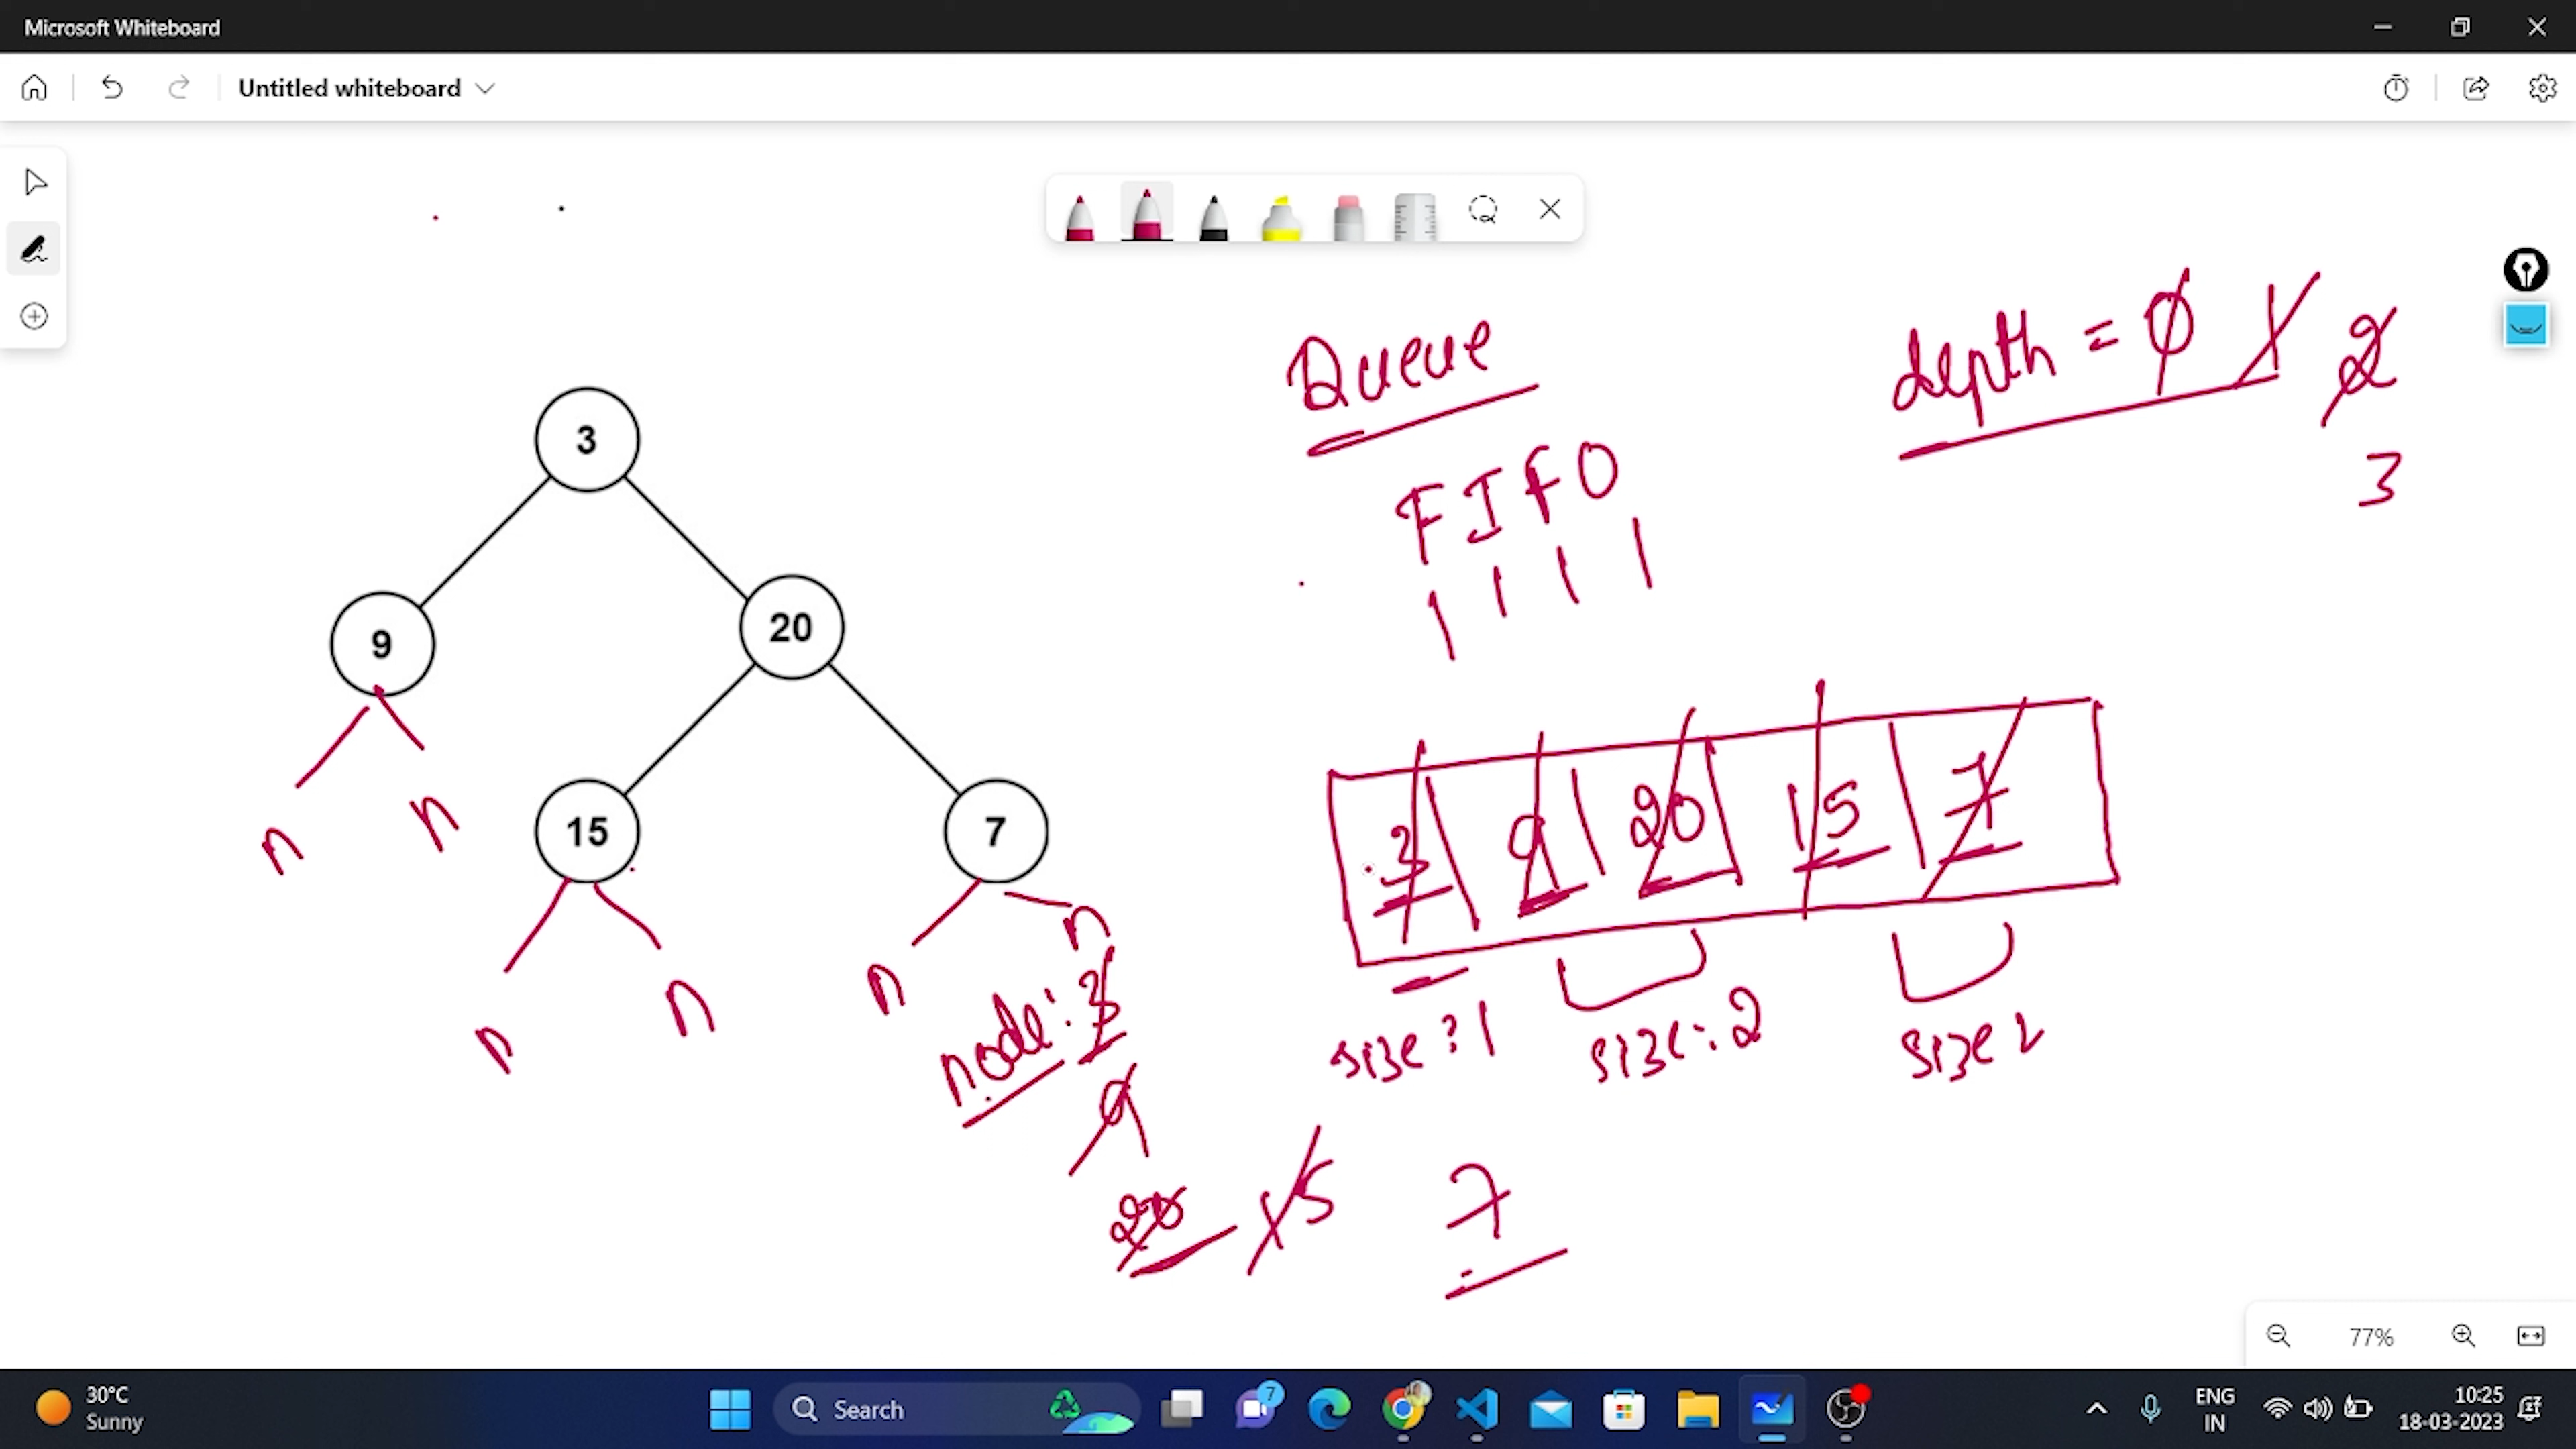 Microsoft Whiteboard
Untitled whiteboard
Queue
depth = 0 1 2
3
FIFO
3
9
20
15
7
3 9 20 15 7
n
n
n
n
n
n
node: 3
9
20 15 7
size: 1
size: 2
size 2
77%
30°C
Sunny
Search
7
ENG
IN
10:25
18-03-2023